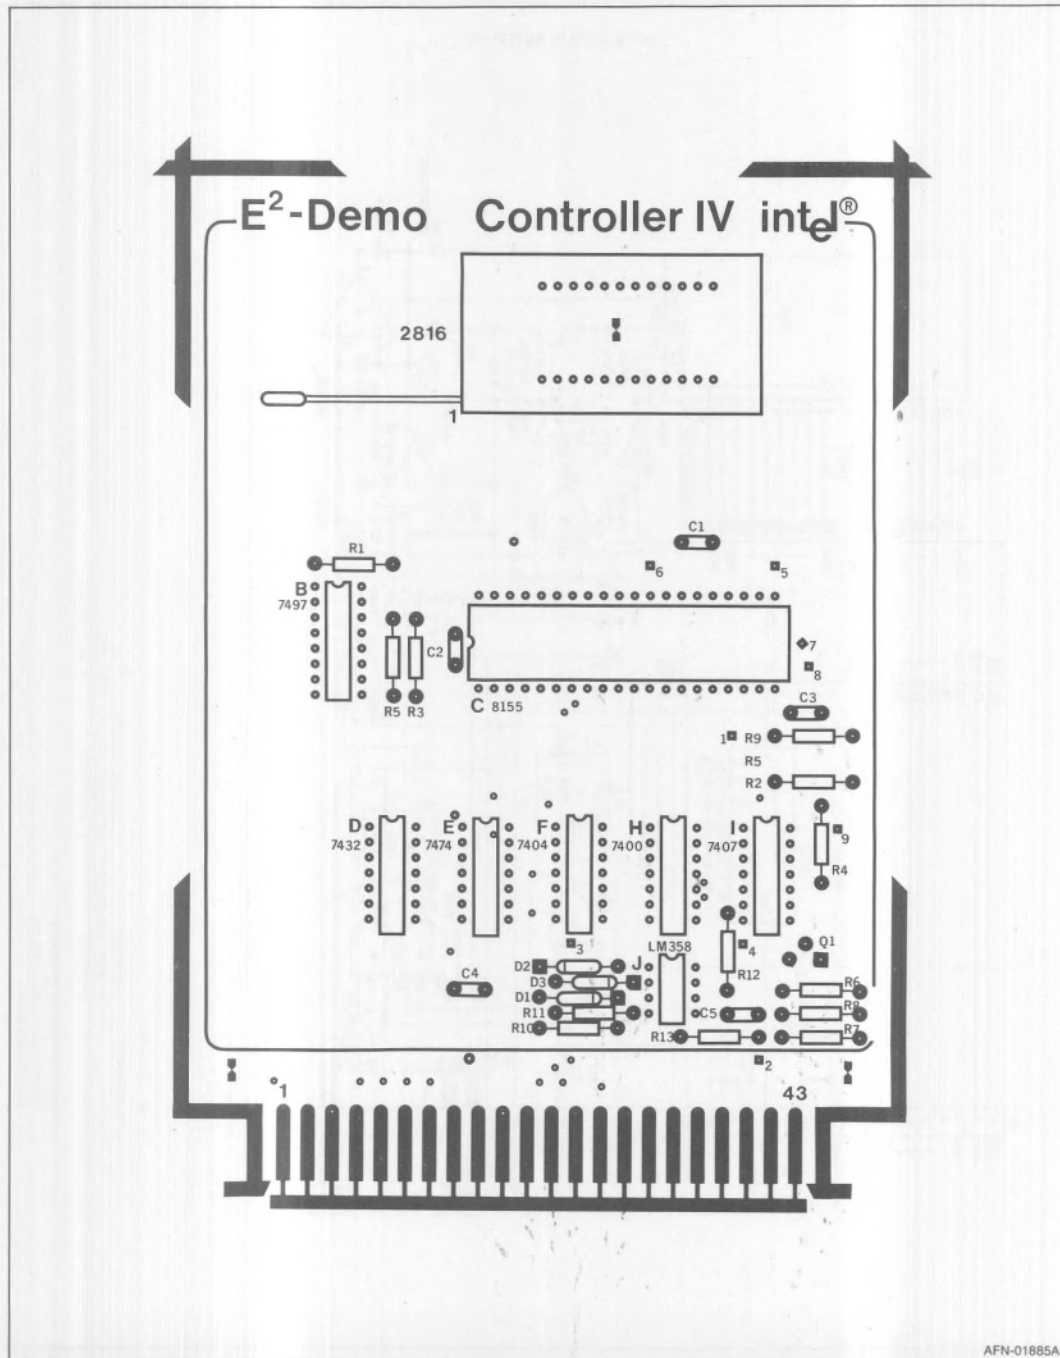 E²-Demo Controller IV intel®
2816
1
C1
6
5
R1
B
7497
C2
7
8
R5
R3
C 8155
C3
1
R9
R5
R2
D
7432
E
7474
F
7404
H
7400
I
7407
9
R4
3
4
LM358
Q1
D2
J
D3
C4
R12
D1
R6
R11
C5
R8
R10
R13
R7
2
1
43
AFN-01885A